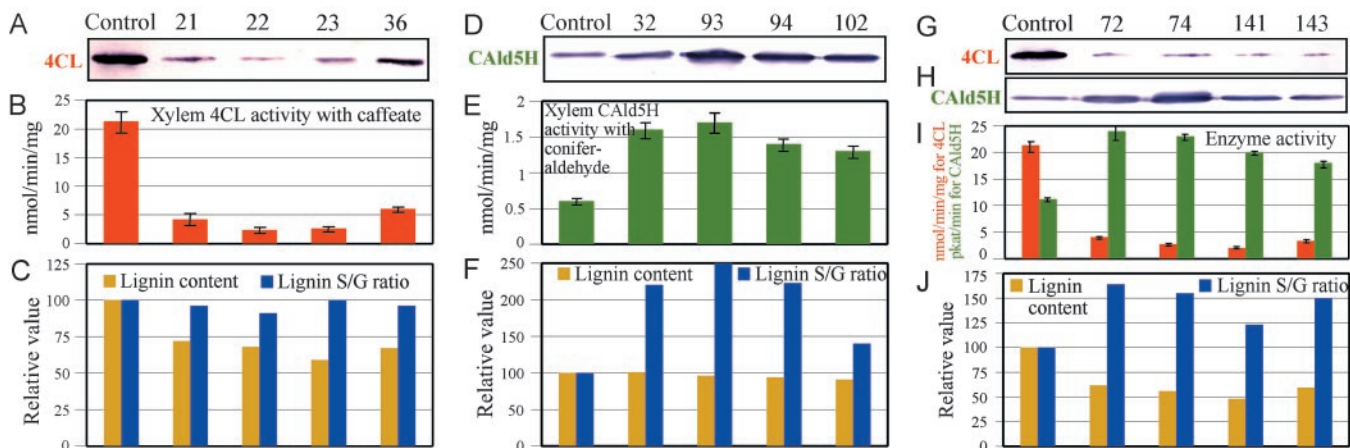 A
Control 21 22 23 36
4CL
B
Xylem 4CL activity with caffeate
nmol/min/mg
25
20
15
10
5
0
C
Lignin content
Lignin S/G ratio
Relative value
125
100
75
50
25
0
D
Control 32 93 94 102
CAld5H
E
Xylem CAld5H
activity with
conifer-
aldehyde
nmol/min/mg
2
1.5
1
0.5
0
F
Lignin content
Lignin S/G ratio
Relative value
250
200
150
100
50
0
G
Control 72 74 141 143
4CL
H
CAld5H
I
Enzyme activity
nmol/min/mg for 4CL
pkat/min for CAld5H
25
20
15
10
5
0
J
Lignin
content
Lignin S/G ratio
Relative value
175
150
125
100
75
50
25
0